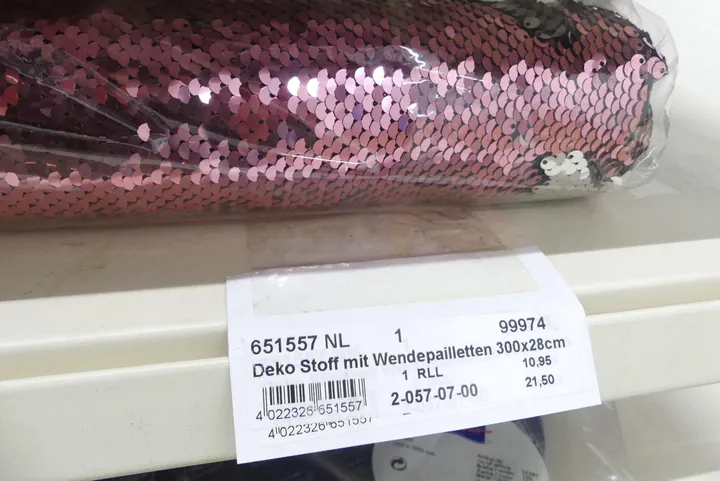 651557 NL 1 99974
Deko Stoff mit Wendepailletten 300x28cm
1 RLL 10,95
4 022326 651557 2-057-07-00 21,50
4 022326 651557